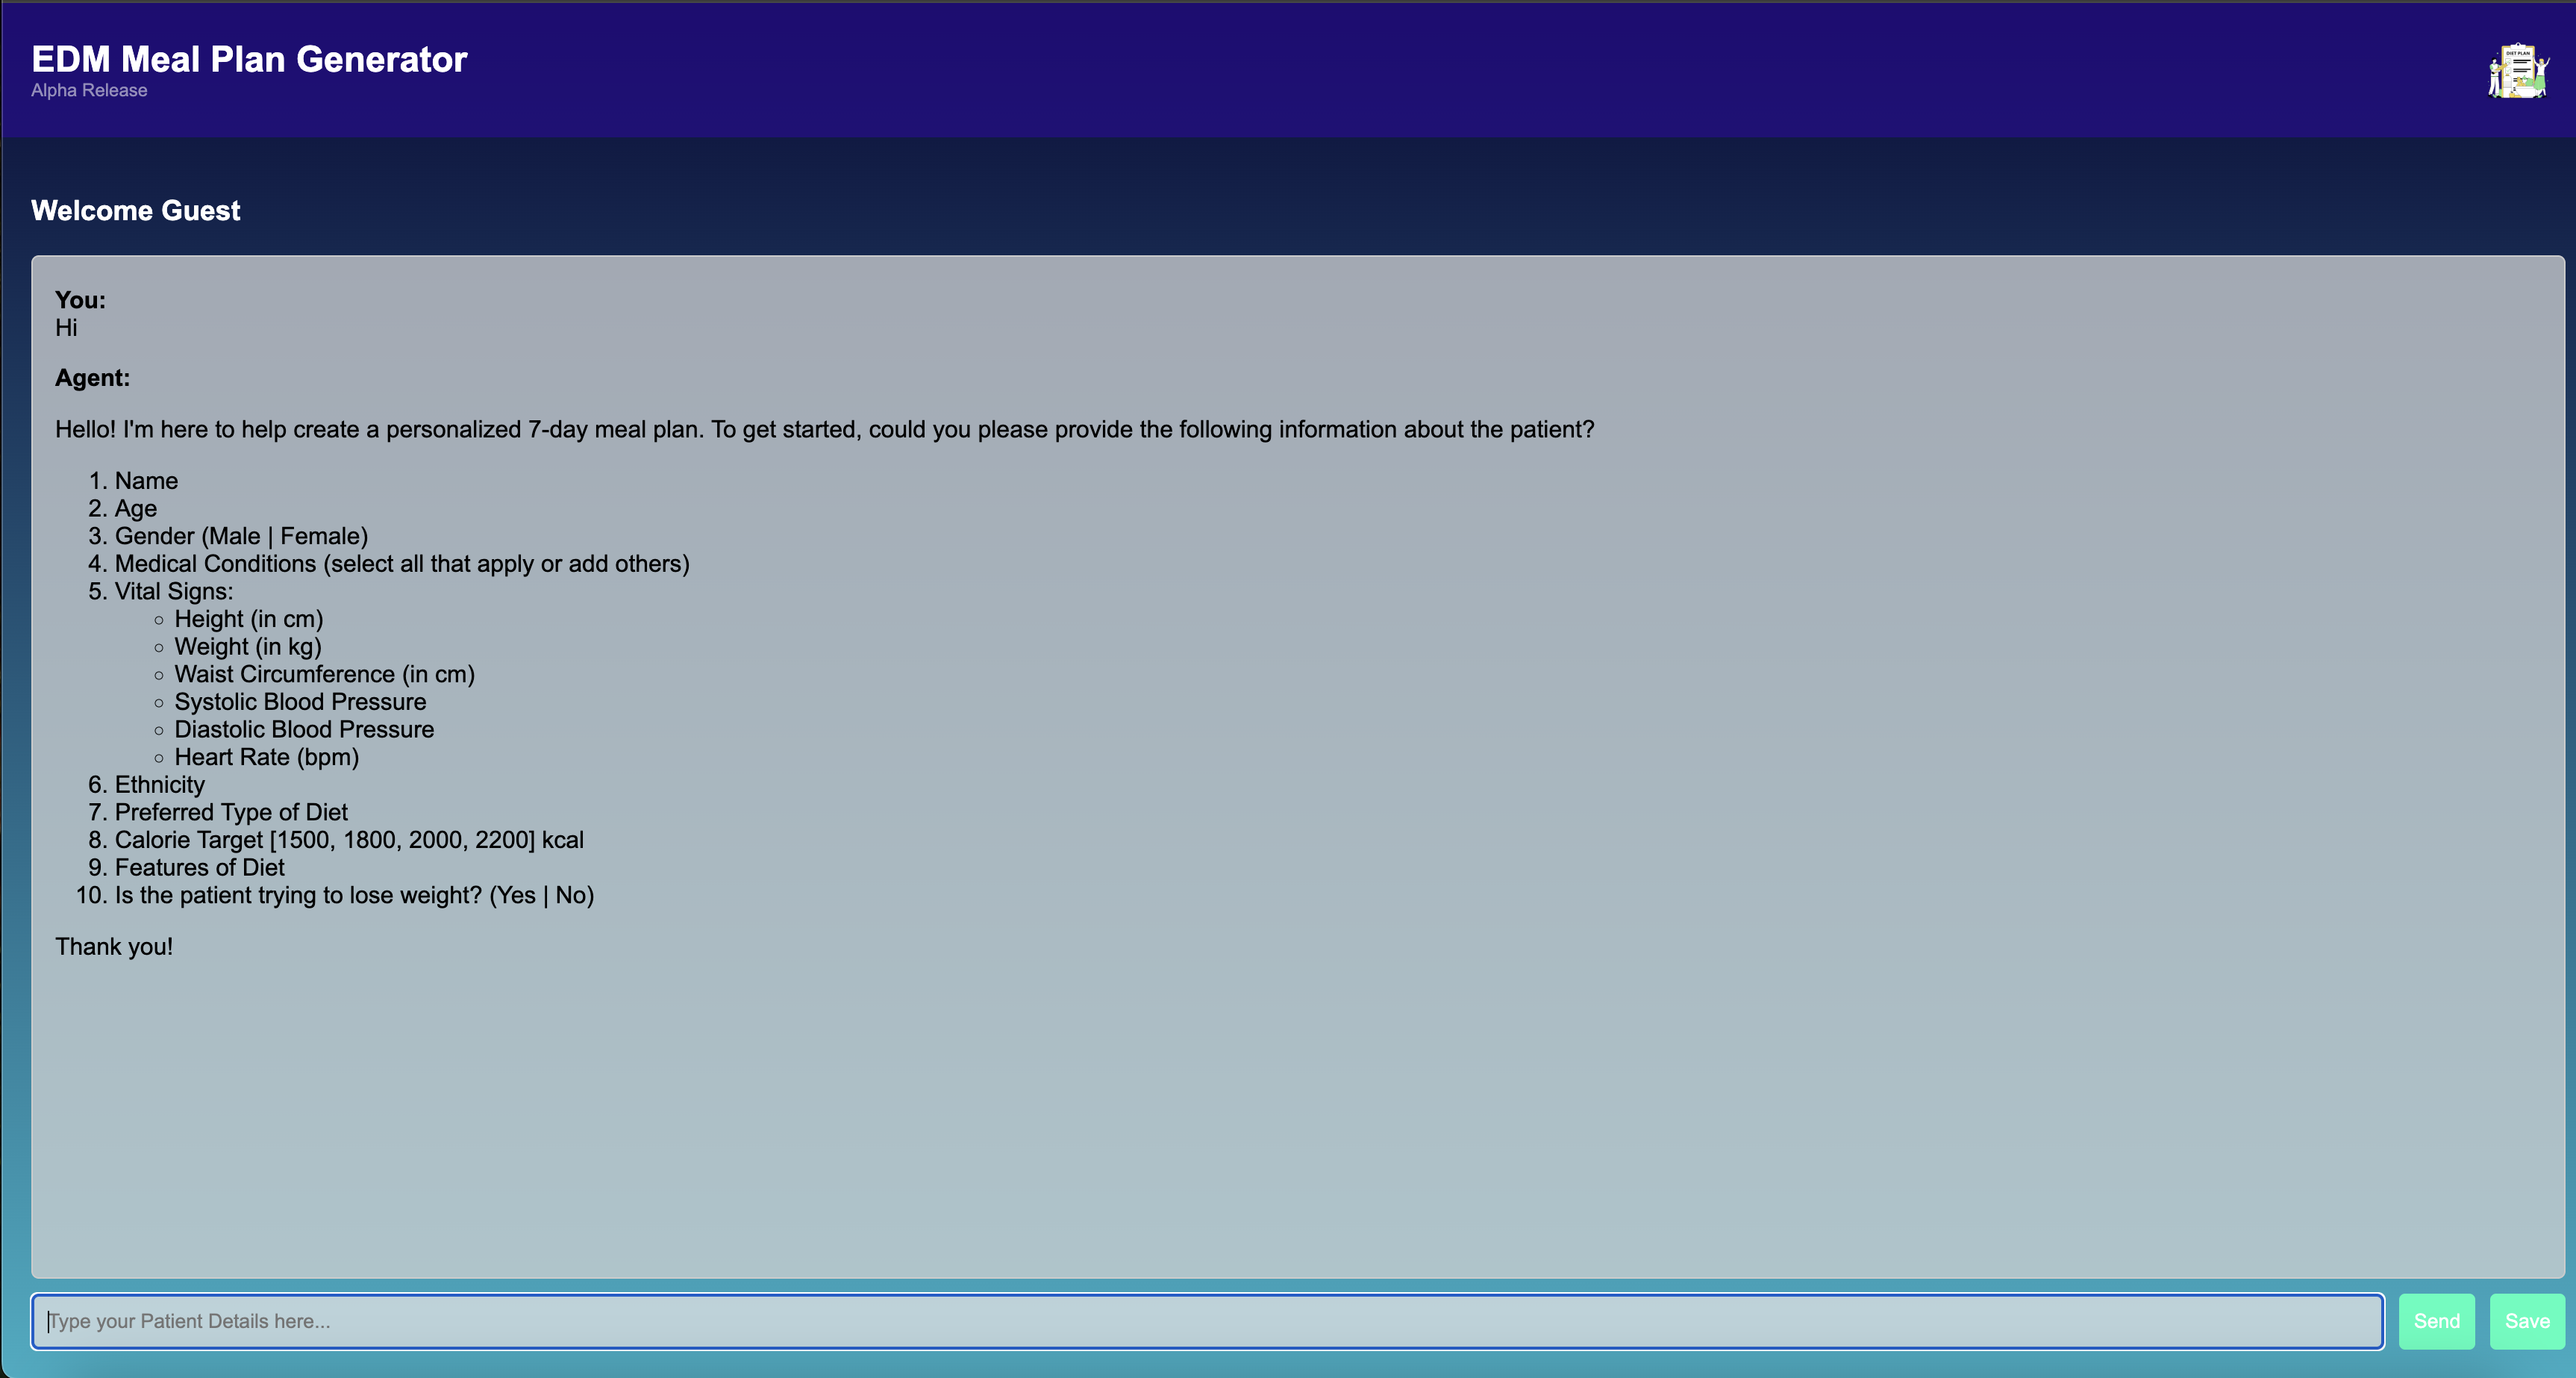 EDM Meal Plan Generator
Alpha Release
DIET PLAN
Welcome Guest
You:
Hi
Agent:
Hello! I'm here to help create a personalized 7-day meal plan. To get started, could you please provide the following information about the patient?
1. Name
2. Age
3. Gender (Male | Female)
4. Medical Conditions (select all that apply or add others)
5. Vital Signs:
○ Height (in cm)
○ Weight (in kg)
○ Waist Circumference (in cm)
○ Systolic Blood Pressure
○ Diastolic Blood Pressure
○ Heart Rate (bpm)
6. Ethnicity
7. Preferred Type of Diet
8. Calorie Target [1500, 1800, 2000, 2200] kcal
9. Features of Diet
10. Is the patient trying to lose weight? (Yes | No)
Thank you!
Type your Patient Details here...
Send
Save